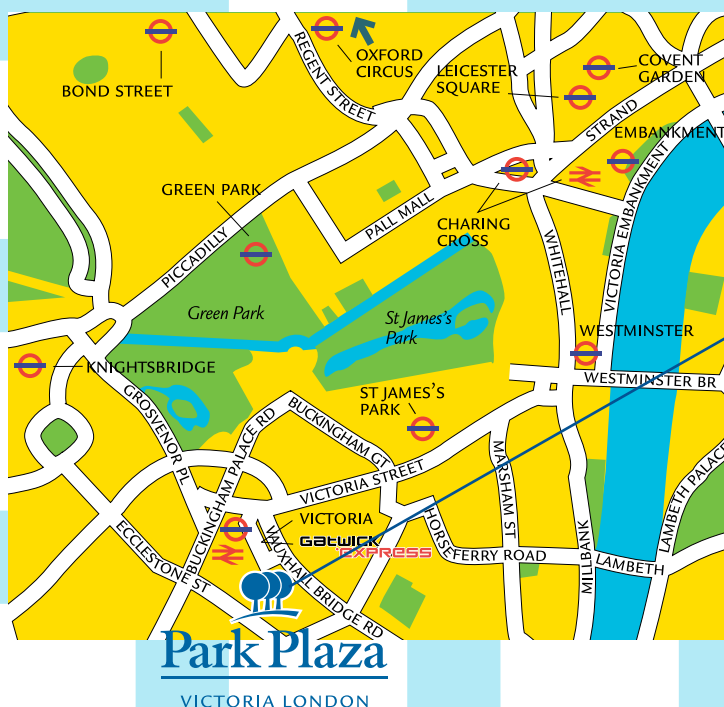 BOND STREET
OXFORD
CIRCUS
REGENT STREET
LEICESTER
SQUARE
COVENT
GARDEN
STRAND
EMBANKMENT
GREEN PARK
PALL MALL
CHARING
CROSS
PICCADILLY
WHITEHALL
VICTORIA EMBANKMENT
Green Park
St James's
Park
WESTMINSTER
KNIGHTSBRIDGE
WESTMINSTER BR
GROSVENOR PL
ST JAMES'S
PARK
BUCKINGHAM GT
BUCKINGHAM PALACE RD
VICTORIA STREET
MARSHAM ST
LAMBETH PALACE
VICTORIA
GATWICK
EXPRESS
HORSE
FERRY ROAD
MILLBANK
LAMBETH
ECCLESTONE ST
VAUXHALL BRIDGE RD
Park Plaza
VICTORIA LONDON